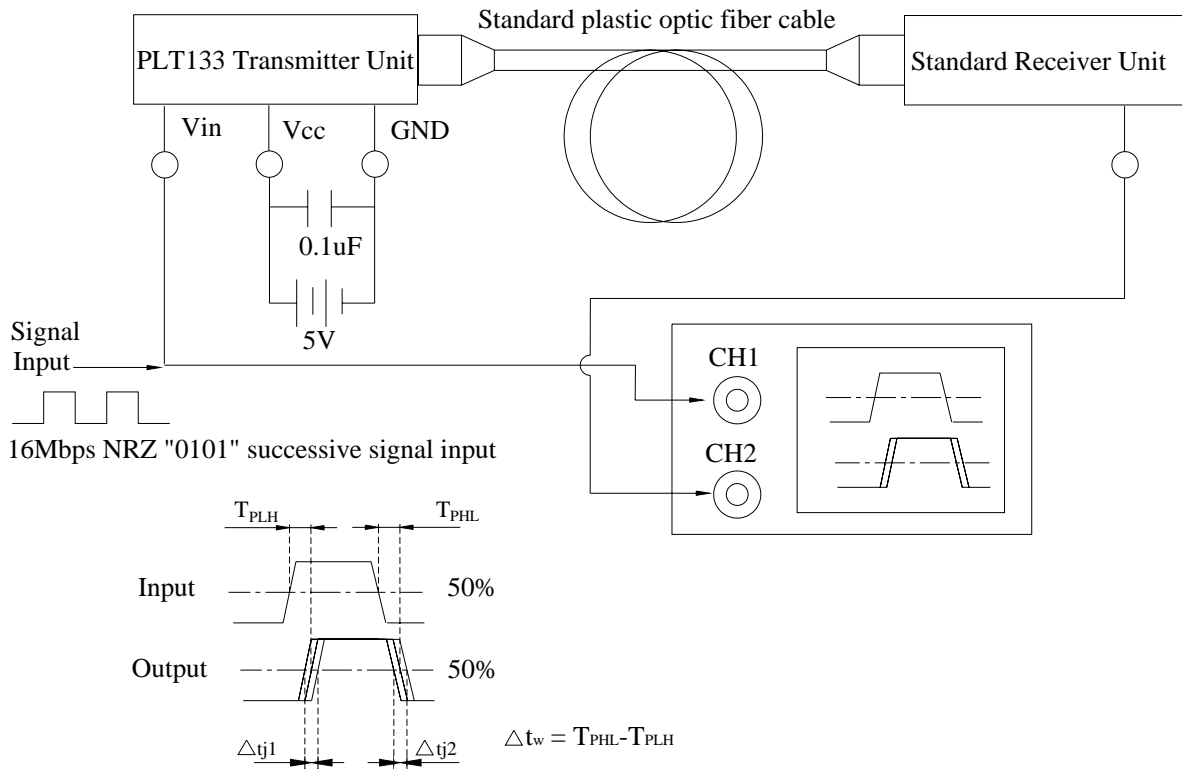 Standard plastic optic fiber cable
PLT133 Transmitter Unit
Standard Receiver Unit
Vin
Vcc
GND
0.1uF
5V
Signal
Input
16Mbps NRZ "0101" successive signal input
CH1
CH2
TPLH
TPHL
Input
50%
Output
50%
△tj1
△tj2
△tw = TPHL-TPLH